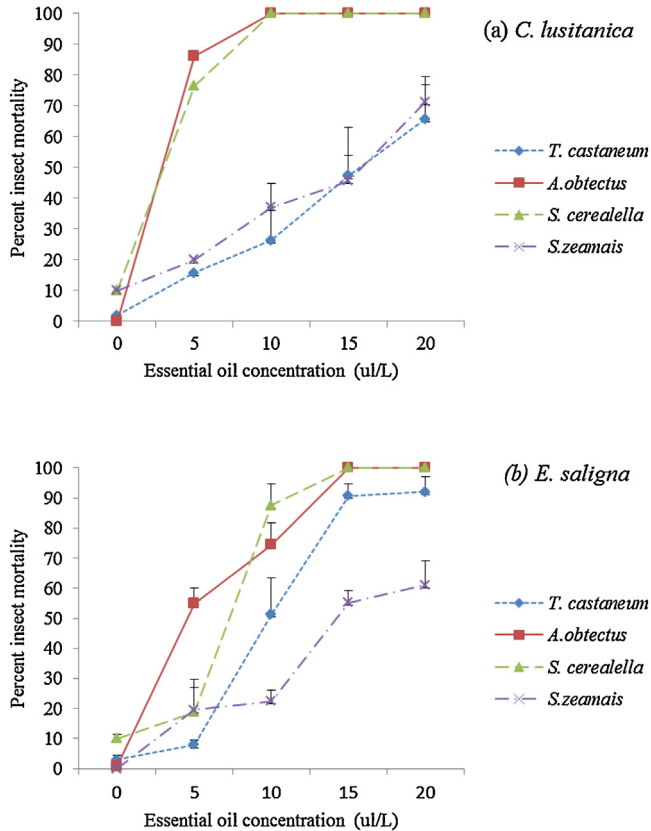 (a) C. lusitanica
Percent insect mortality
100
90
80
70
60
50
40
30
20
10
0
0 5 10 15 20
Essential oil concentration (ul/L)
T. castaneum
A.obtectus
S. cerealella
S.zeamais
(b) E. saligna
Percent insect mortality
100
90
80
70
60
50
40
30
20
10
0
0 5 10 15 20
Essential oil concentration (ul/L)
T. castaneum
A.obtectus
S. cerealella
S.zeamais